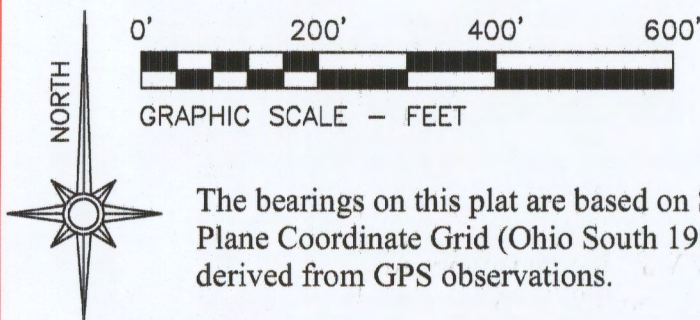 0' 200' 400' 600'
NORTH
GRAPHIC SCALE – FEET
The bearings on this plat are based on
Plane Coordinate Grid (Ohio South 19
derived from GPS observations.